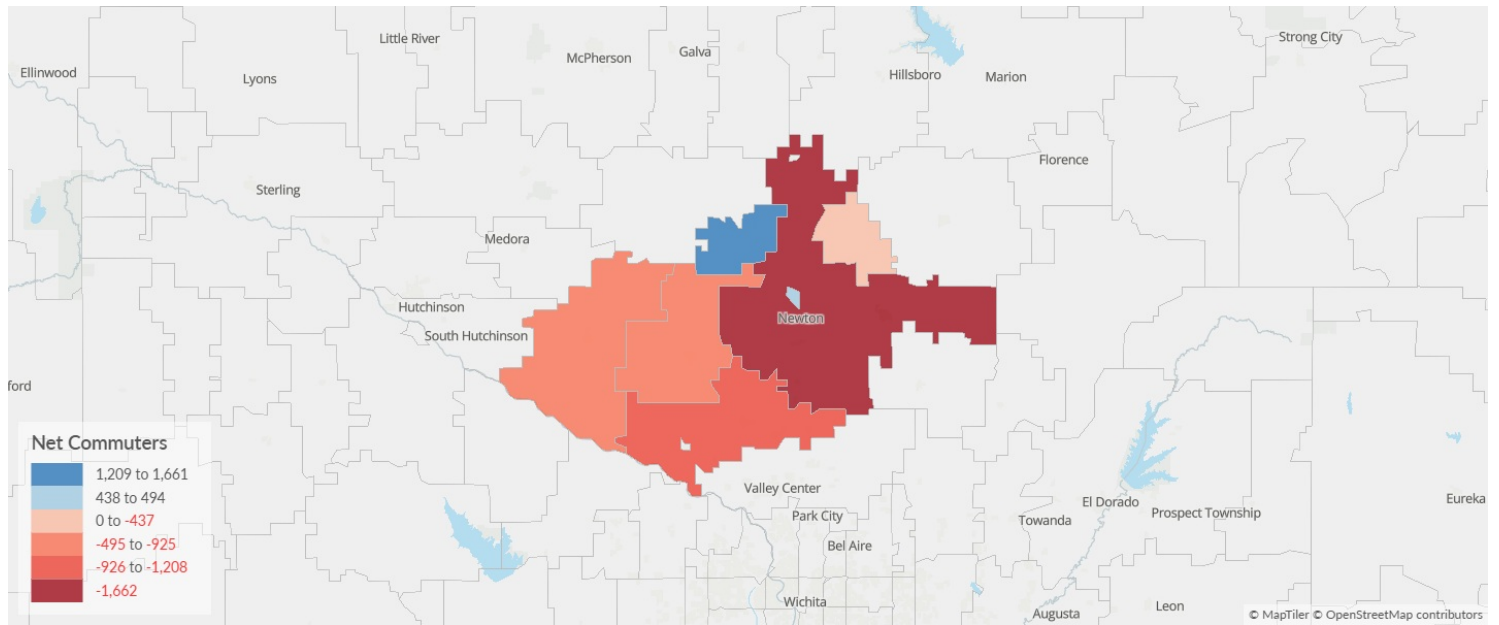 Little River
Strong City
McPherson
Galva
Ellinwood
Lyons
Hillsboro
Marion
Florence
Sterling
Medora
Hutchinson
South Hutchinson
Newton
ford
Net Commuters
1,209 to 1,661
438 to 494
0 to -437
-495 to -925
-926 to -1,208
-1,662
Valley Center
El Dorado
Eureka
Prospect Township
Park City
Towanda
Bel Aire
Wichita
Leon
Augusta
© MapTiler © OpenStreetMap contributors